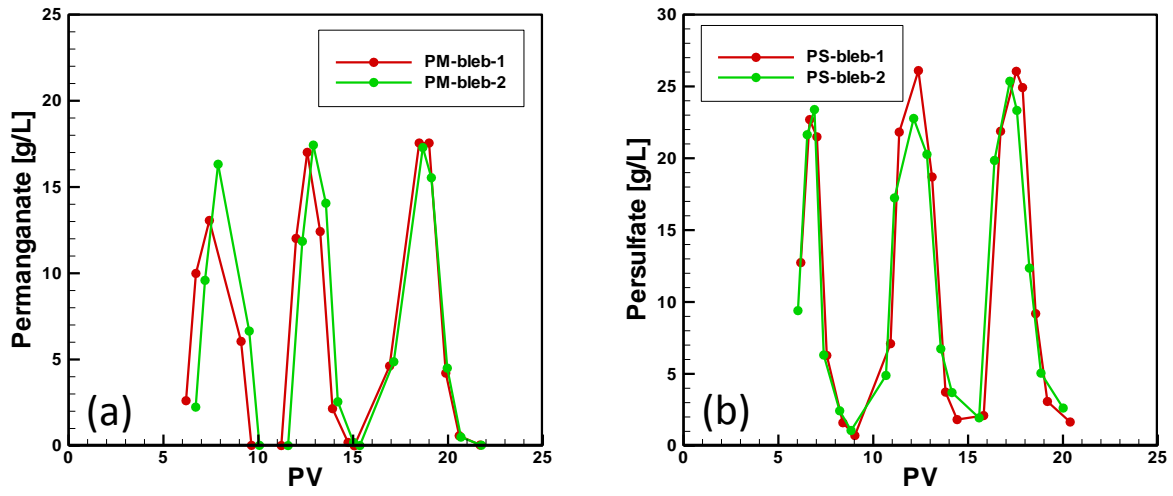 25
20
15
10
5
0
Permanganate [g/L]
PM-bleb-1
PM-bleb-2
(a)
0 5 10 15 20 25
PV
30
25
20
15
10
5
0
Persulfate [g/L]
PS-bleb-1
PS-bleb-2
(b)
0 5 10 15 20 25
PV